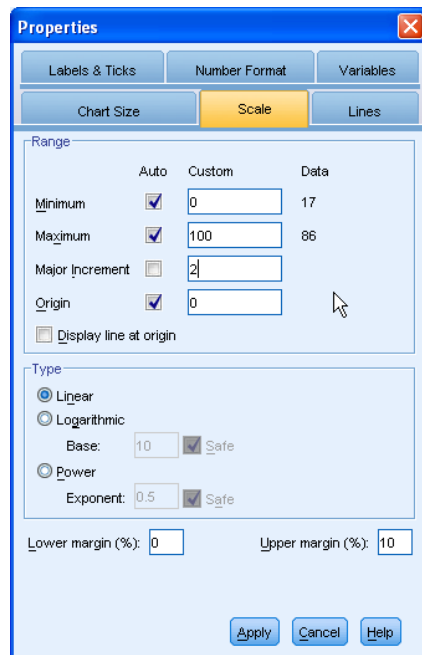 Properties
Labels & Ticks Number Format Variables
Chart Size Scale Lines
Range
Auto Custom Data
Minimum 0 17
Maximum 100 86
Major Increment 2
Origin 0
Display line at origin
Type
Linear
Logarithmic
Base: 10 Safe
Power
Exponent: 0.5 Safe
Lower margin (%): 0 Upper margin (%): 10
Apply Cancel Help